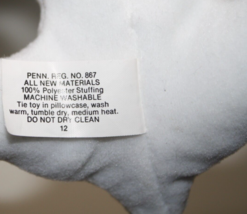 PENN. REG. NO. 867
ALL NEW MATERIALS
100% Polyester Stuffing
MACHINE WASHABLE
Tie toy in pillowcase, wash
warm, tumble dry, medium heat.
DO NOT DRY CLEAN
12